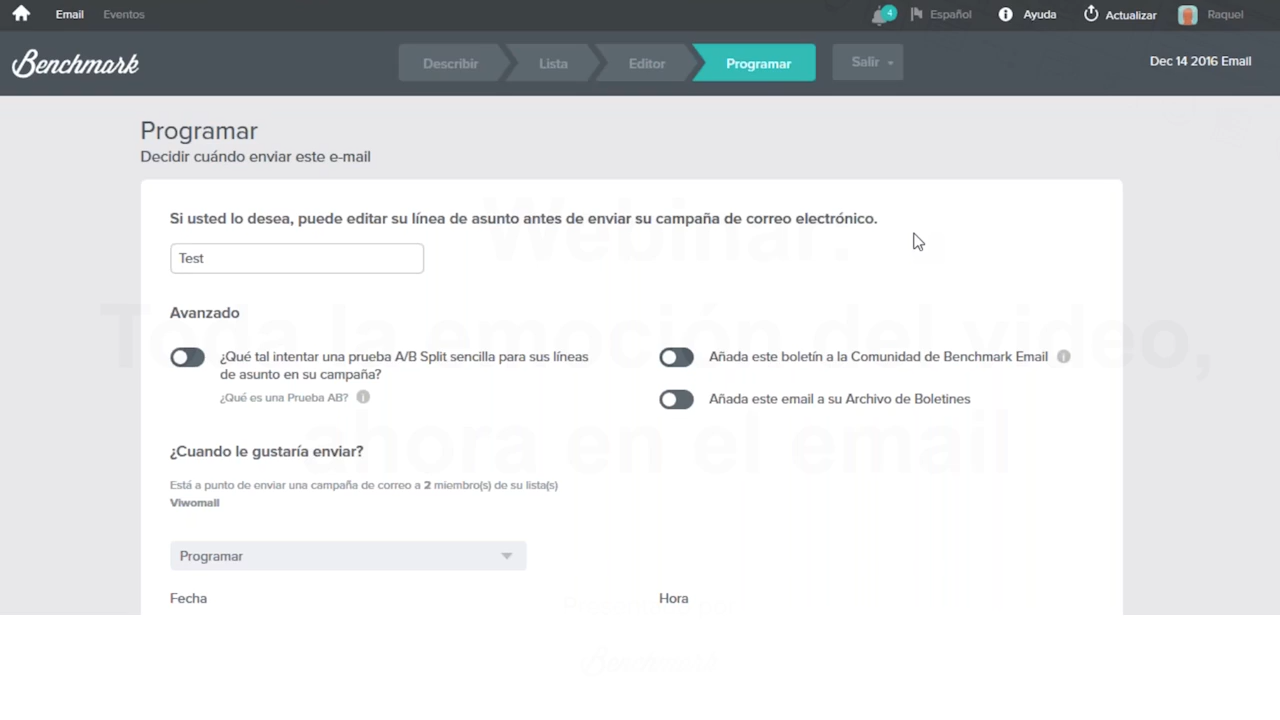 Email Eventos 4 Español Ayuda Actualizar Raquel
Benchmark Describir Lista Editor Programar Salir Dec 14 2016 Email
Programar
Decidir cuándo enviar este e-mail
Si usted lo desea, puede editar su línea de asunto antes de enviar su campaña de correo electrónico.
Webinar:
Test
Avanzado
Toda la emoción del video,
¿Qué tal intentar una prueba A/B Split sencilla para sus líneas
de asunto en su campaña?
¿Qué es una Prueba AB?
Añada este boletín a la Comunidad de Benchmark Email
Añada este email a su Archivo de Boletines
ahora en el email
¿Cuando le gustaría enviar?
Está a punto de enviar una campaña de correo a 2 miembro(s) de su lista(s)
Viwomail
Programar
Fecha Hora
Benchmark